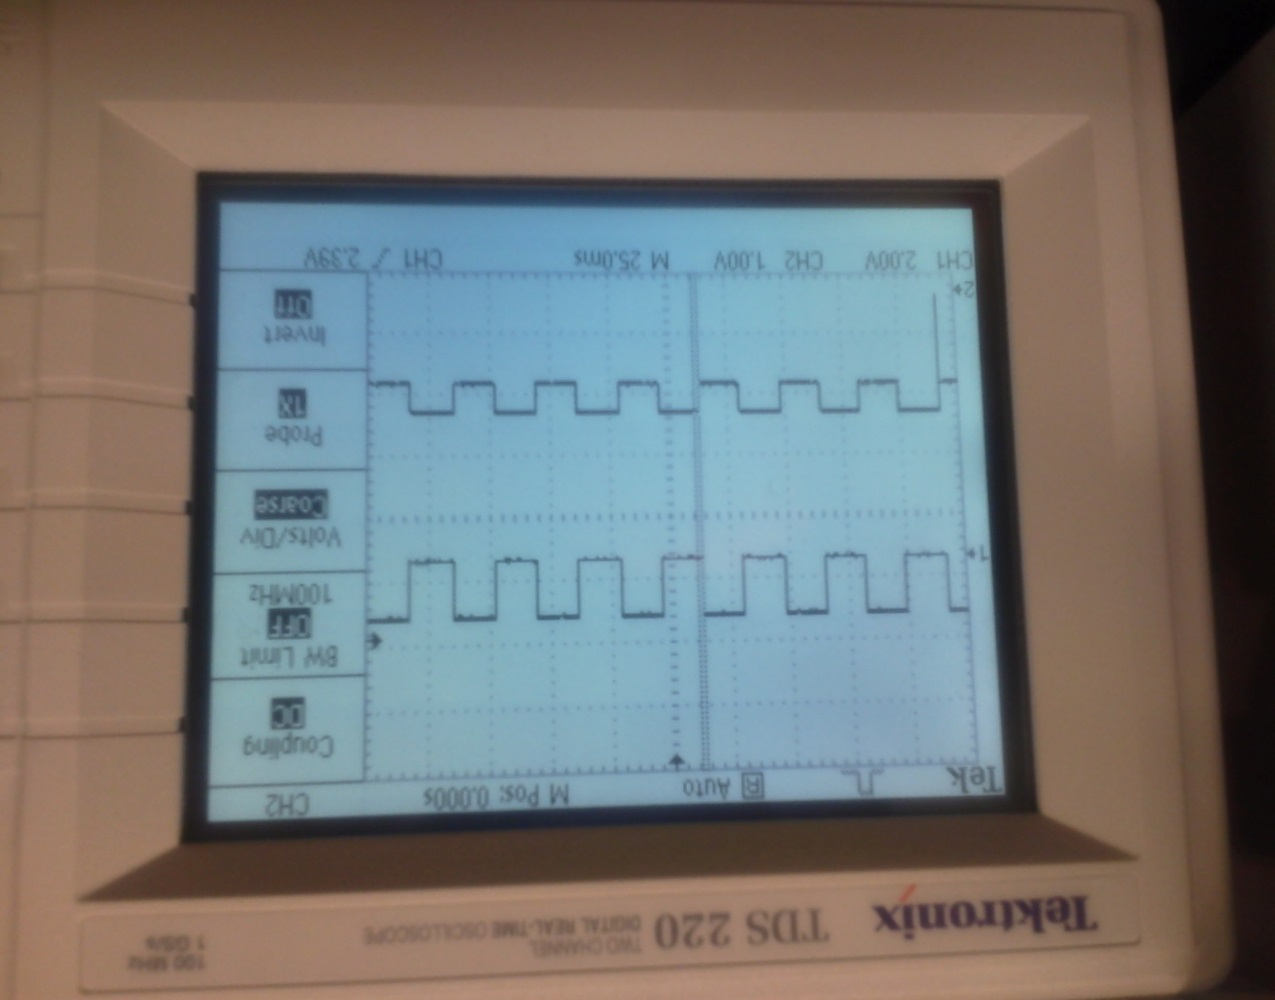 Tektronix TDS 220 TWO CHANNEL DIGITAL REAL-TIME OSCILLOSCOPE 100 MHz 1 GS/s
Tek R Auto M Pos: 0.000s CH2
Coupling
DC
BW Limit
OFF
100MHz
Volts/Div
Coarse
Probe
1X
Invert
Off
1
2
CH1 2.00V CH2 1.00V M 25.0ms CH1 2.39V